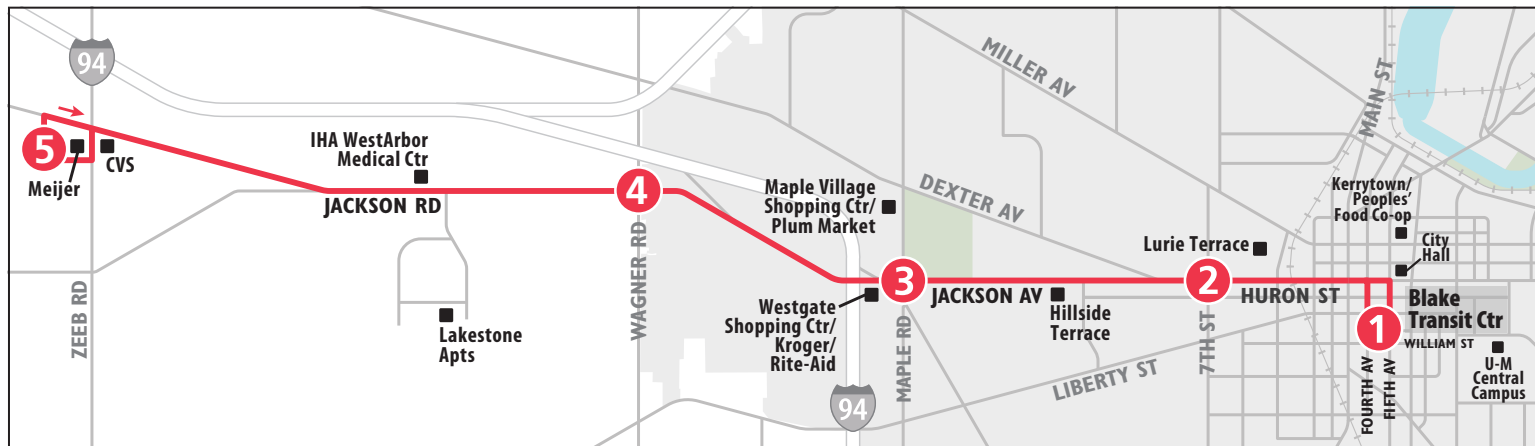 94
5
Meijer
CVS
ZEEB RD
IHA WestArbor
Medical Ctr
JACKSON RD
Lakestone
Apts
4
WAGNER RD
Maple Village
Shopping Ctr/
Plum Market
Westgate
Shopping Ctr/
Kroger/
Rite-Aid
94
3
MAPLE RD
JACKSON AV
Hillside
Terrace
DEXTER AV
MILLER AV
LIBERTY ST
Lurie Terrace
2
7TH ST
HURON ST
MAIN ST
Kerrytown/
Peoples'
Food Co-op
City
Hall
Blake
Transit Ctr
1
WILLIAM ST
FOURTH AV
FIFTH AV
U-M
Central
Campus